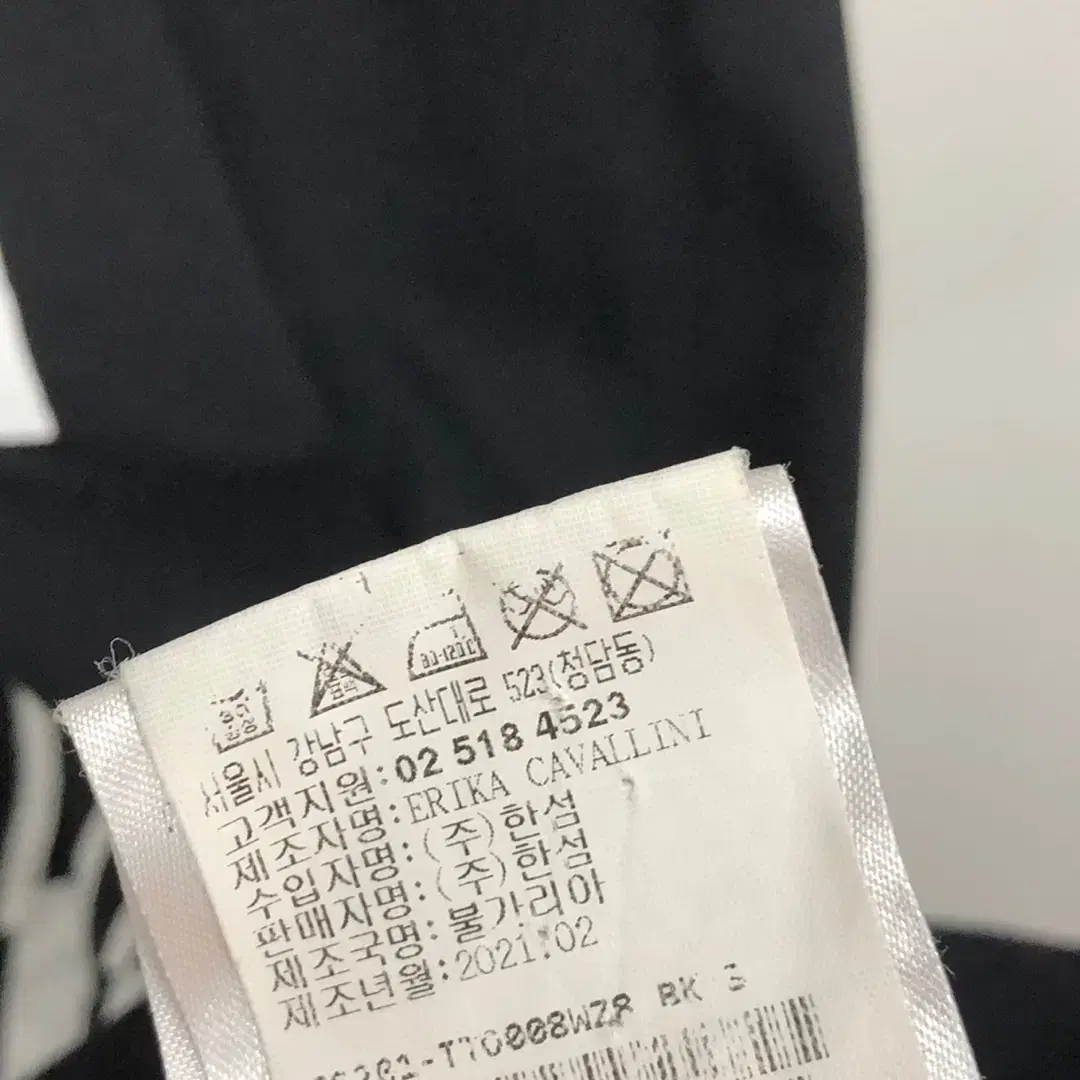 80-120℃
서울시 강남구 도산대로 523(청담동)
고객지원:02 518 4523
제조자명:ERIKA CAVALLINI
수입자명:(주)한섬
판매자명:(주)한섬
제조국명:불가리아
제조년월:2021.02
BK S